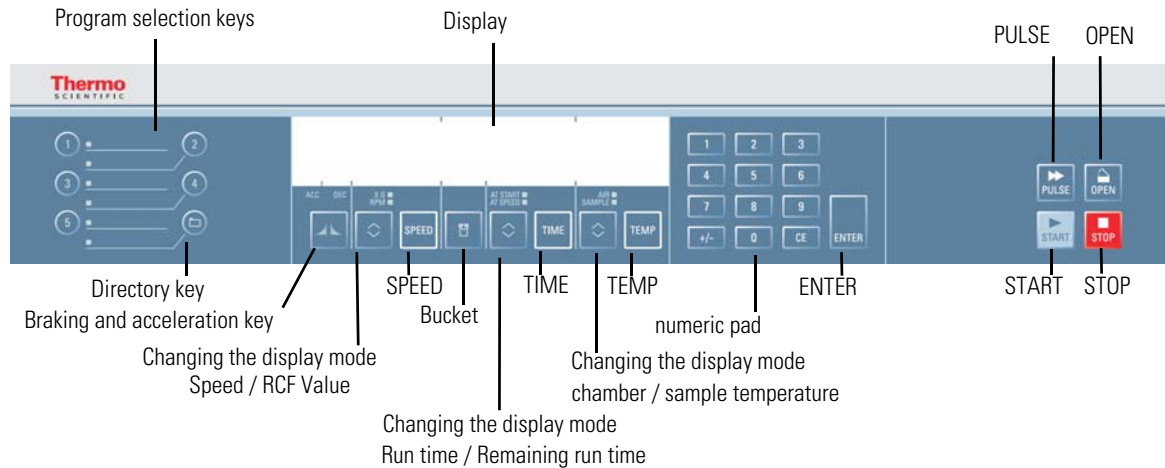 Program selection keys
Display
PULSE OPEN
Thermo
SCIENTIFIC
1 2
3 4
5
ACC DEC
X G
RPM
AT START
AT SPEED
AIR
SAMPLE
SPEED
TIME
TEMP
1 2 3
4 5 6
7 8 9
+/- 0 CE ENTER
PULSE OPEN
START STOP
Directory key
Braking and acceleration key
Changing the display mode
Speed / RCF Value
SPEED
Bucket
TIME
TEMP
Changing the display mode
Run time / Remaining run time
Changing the display mode
chamber / sample temperature
numeric pad
ENTER
START STOP